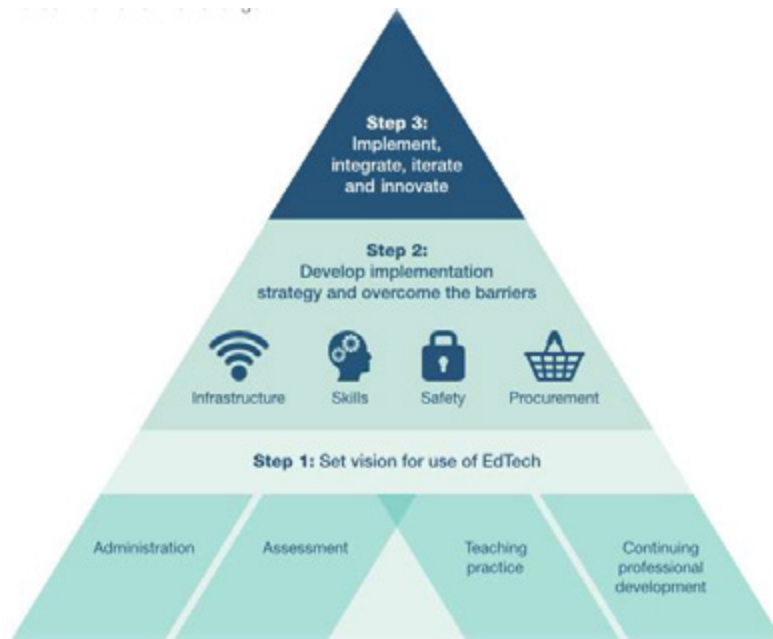 Step 3:
Implement,
integrate, iterate
and innovate
Step 2:
Develop implementation
strategy and overcome the barriers
Infrastructure
Skills
Safety
Procurement
Step 1: Set vision for use of EdTech
Administration
Assessment
Teaching
practice
Continuing
professional
development